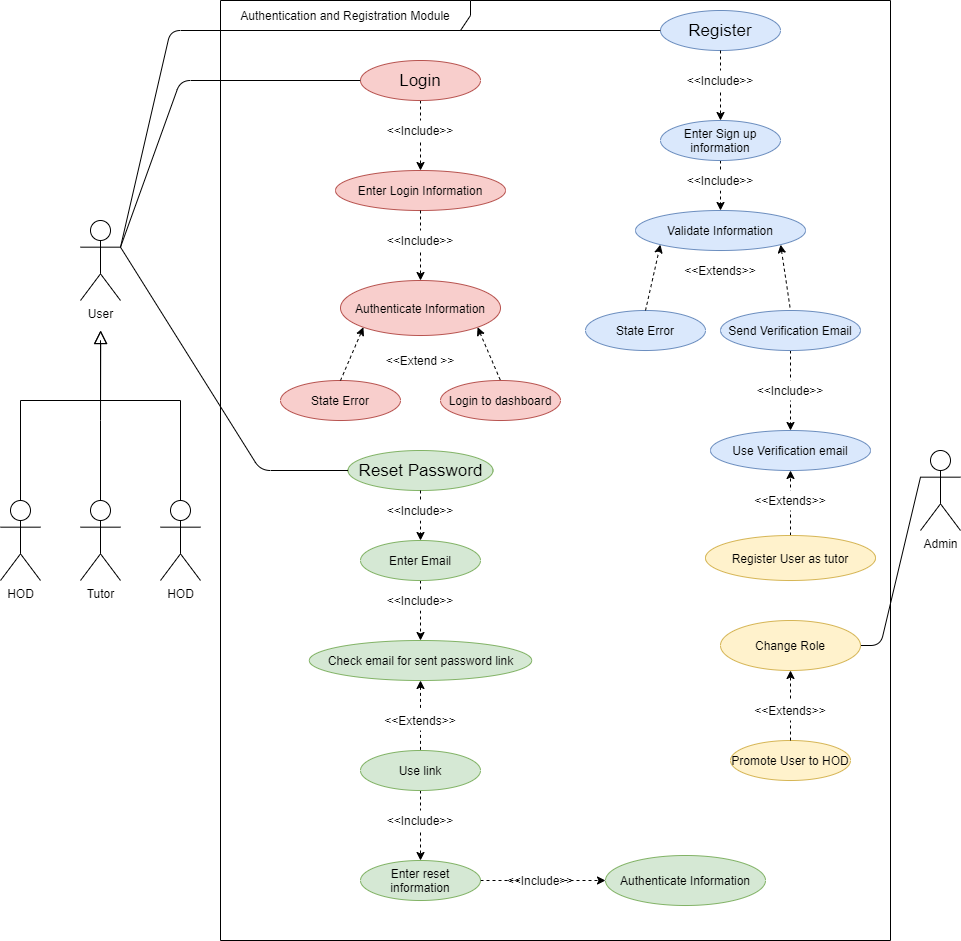 Authentication and Registration Module
Register
Login
<<Include>>
<<Include>>
Enter Sign up
information
<<Include>>
Enter Login Information
Validate Information
<<Include>>
<<Extends>>
Authenticate Information
User
State Error
Send Verification Email
<<Extend >>
<<Include>>
State Error
Login to dashboard
Use Verification email
Reset Password
<<Extends>>
<<Include>>
Admin
Enter Email
Register User as tutor
HOD
Tutor
HOD
<<Include>>
Change Role
Check email for sent password link
<<Extends>>
<<Extends>>
Promote User to HOD
Use link
<<Include>>
Enter reset
information
<<Include>>
Authenticate Information